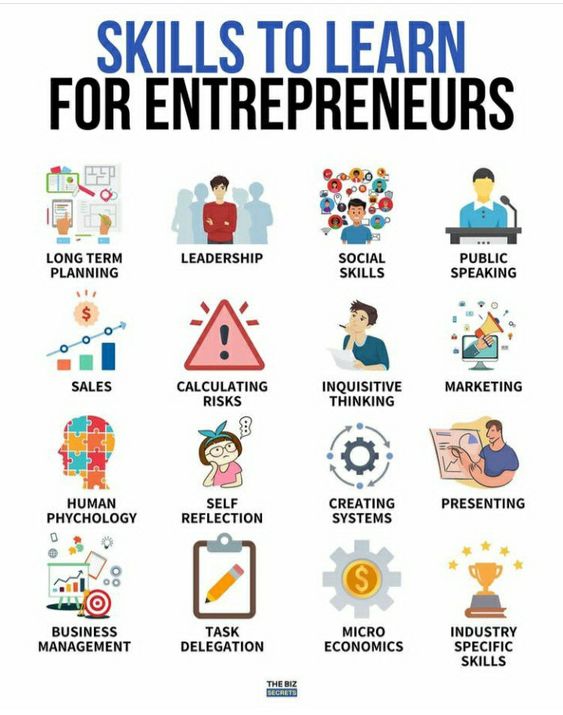 SKILLS TO LEARN
FOR ENTREPRENEURS
LONG TERM
PLANNING
LEADERSHIP
SOCIAL
SKILLS
PUBLIC
SPEAKING
SALES
CALCULATING
RISKS
INQUISITIVE
THINKING
MARKETING
HUMAN
PHYCHOLOGY
SELF
REFLECTION
CREATING
SYSTEMS
PRESENTING
BUSINESS
MANAGEMENT
TASK
DELEGATION
MICRO
ECONOMICS
INDUSTRY
SPECIFIC
SKILLS
THE BIZ
SECRETS